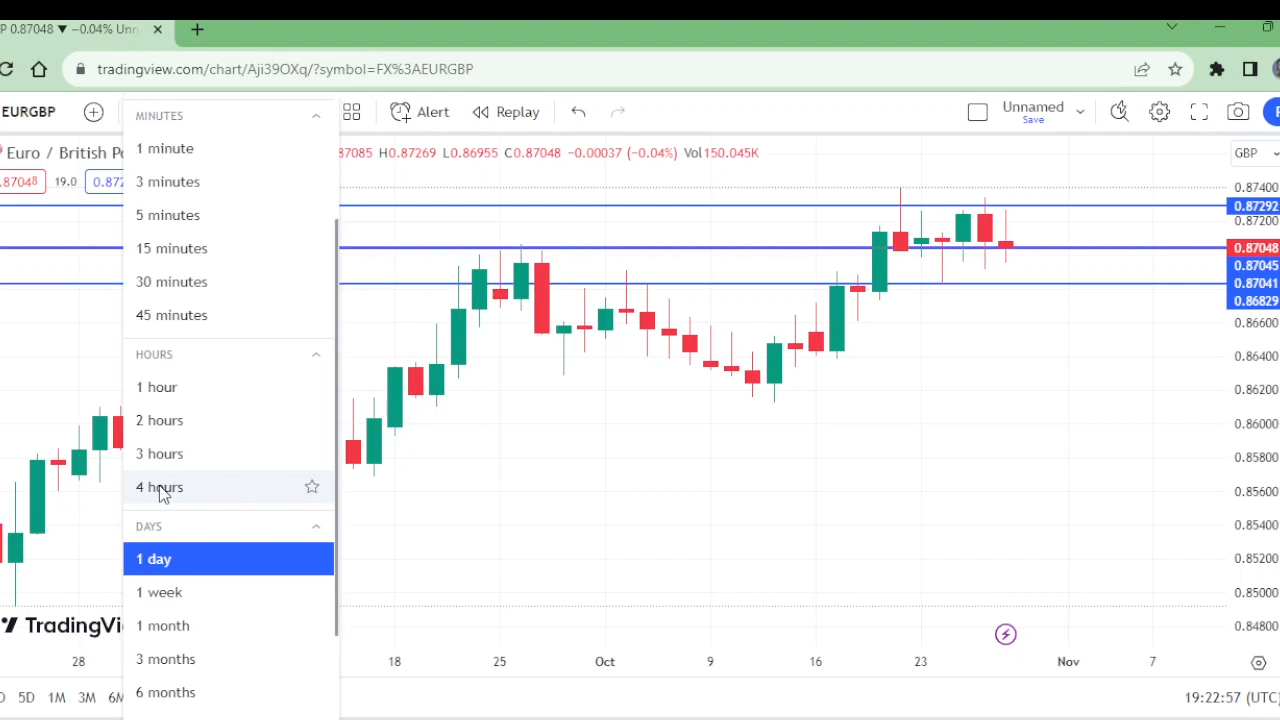 P 0.87048 ▼ −0.04% Unn
tradingview.com/chart/Aji39OXq/?symbol=FX%3AEURGBP
EURGBP
Alert
Replay
Unnamed
Save
Euro / British Po
87085 H0.87269 L0.86955 C0.87048 −0.00037 (−0.04%) Vol150.045K
GBP
.87048
19.0
0.872
MINUTES
1 minute
3 minutes
5 minutes
15 minutes
30 minutes
45 minutes
HOURS
1 hour
2 hours
3 hours
4 hours
DAYS
1 day
1 week
1 month
3 months
6 months
0.87400
0.87292
0.87200
0.87048
0.87045
0.87041
0.86829
0.86600
0.86400
0.86200
0.86000
0.85800
0.85600
0.85400
0.85200
0.85000
0.84800
TradingVi
28
18
25
Oct
9
16
23
Nov
7
D
5D
1M
3M
6M
19:22:57 (UTC)